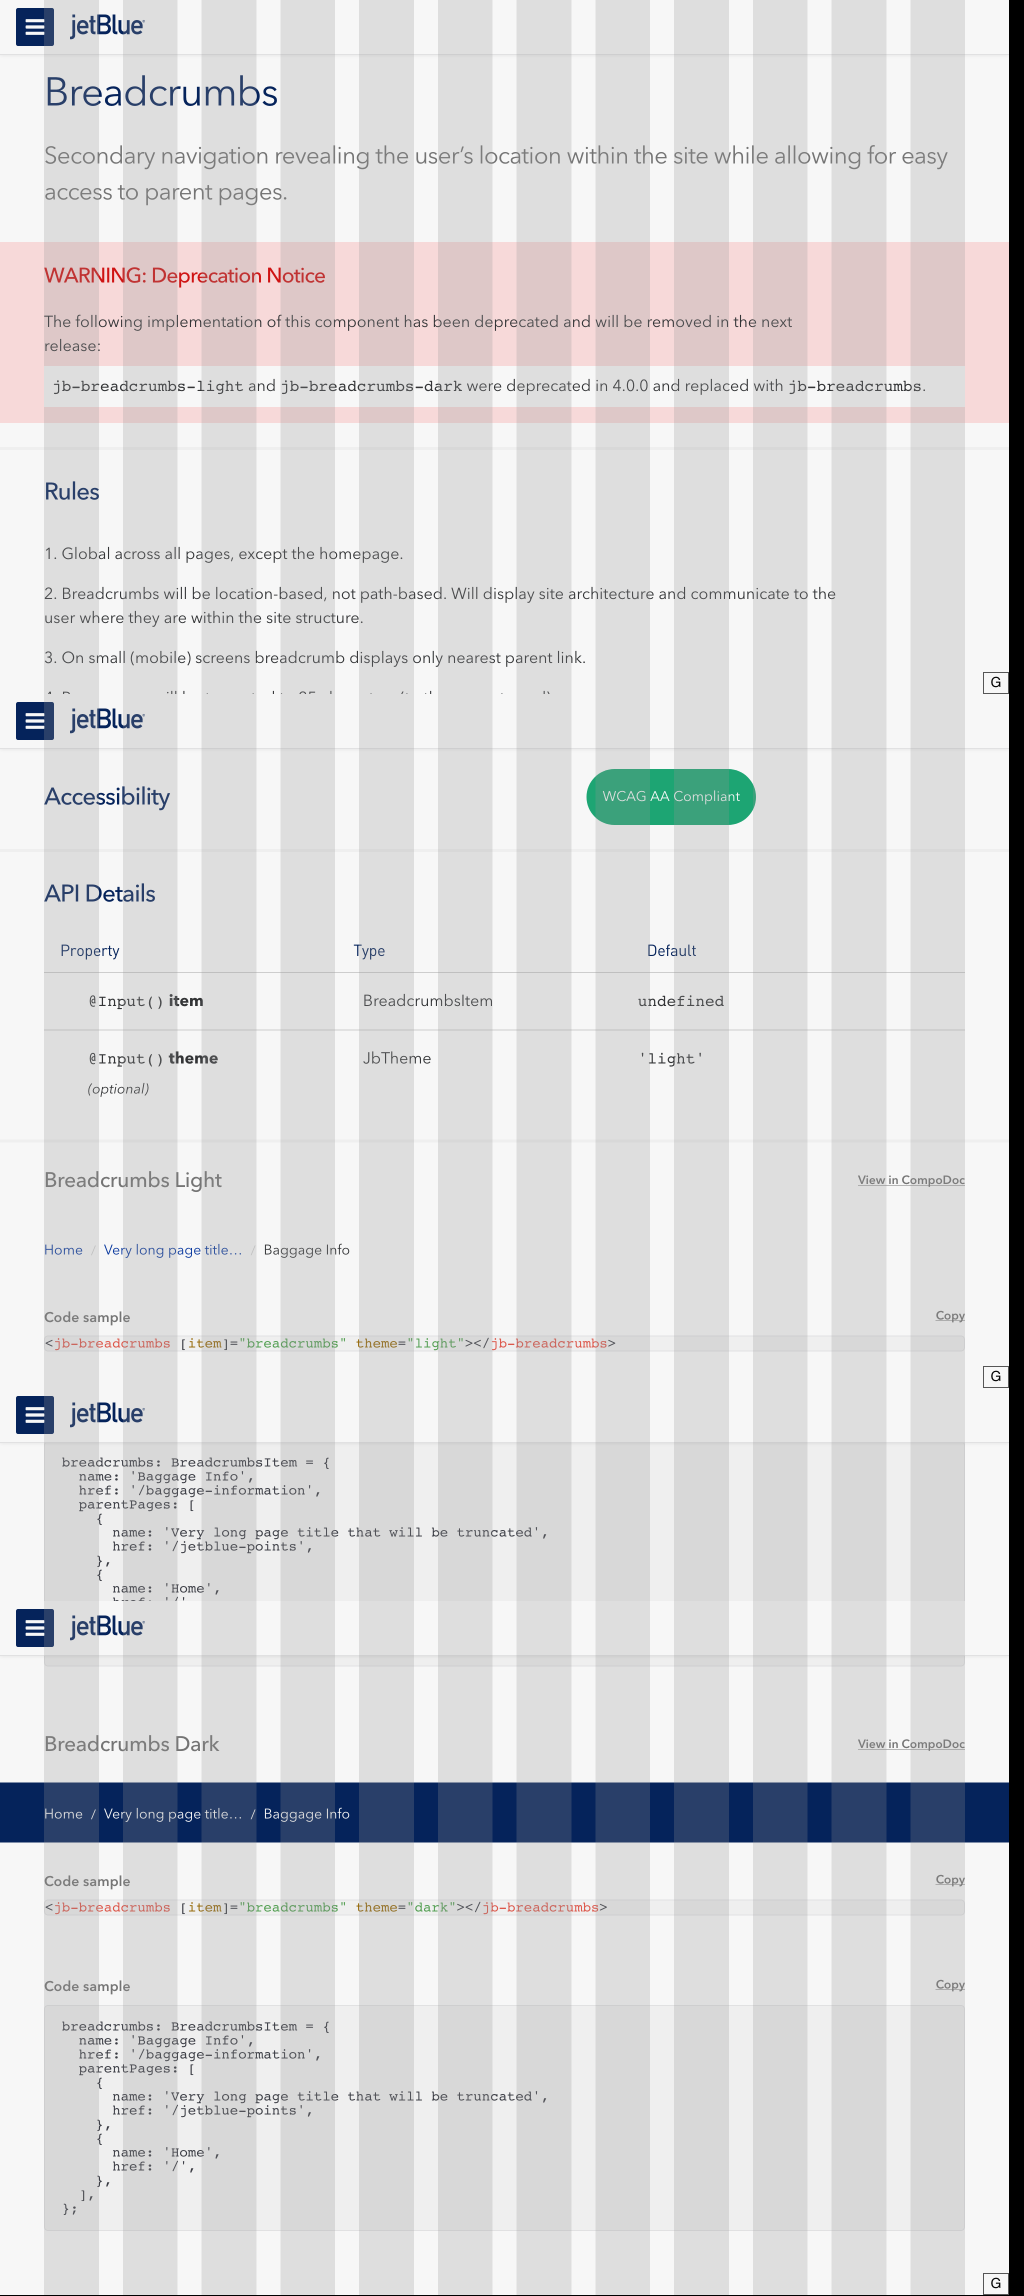 jetBlue
Breadcrumbs
Secondary navigation revealing the user's location within the site while allowing for easy
access to parent pages.
WARNING: Deprecation Notice
The following implementation of this component has been deprecated and will be removed in the next
release:
jb-breadcrumbs-light and jb-breadcrumbs-dark were deprecated in 4.0.0 and replaced with jb-breadcrumbs.
Rules
1. Global across all pages, except the homepage.
2. Breadcrumbs will be location-based, not path-based. Will display site architecture and communicate to the
user where they are within the site structure.
3. On small (mobile) screens breadcrumb displays only nearest parent link.
G
jetBlue
Accessibility
WCAG AA Compliant
API Details
Property Type Default
@Input() item BreadcrumbsItem undefined
@Input() theme JbTheme 'light'
(optional)
Breadcrumbs Light View in CompoDoc
Home / Very long page title... / Baggage Info
Code sample Copy
<jb-breadcrumbs [item]="breadcrumbs" theme="light"></jb-breadcrumbs>
G
jetBlue
breadcrumbs: BreadcrumbsItem = {
name: 'Baggage Info',
href: '/baggage-information',
parentPages: [
{
name: 'Very long page title that will be truncated',
href: '/jetblue-points',
},
{
name: 'Home',
jetBlue
Breadcrumbs Dark View in CompoDoc
Home / Very long page title... / Baggage Info
Code sample Copy
<jb-breadcrumbs [item]="breadcrumbs" theme="dark"></jb-breadcrumbs>
Code sample Copy
breadcrumbs: BreadcrumbsItem = {
name: 'Baggage Info',
href: '/baggage-information',
parentPages: [
{
name: 'Very long page title that will be truncated',
href: '/jetblue-points',
},
{
name: 'Home',
href: '/',
},
],
};
G